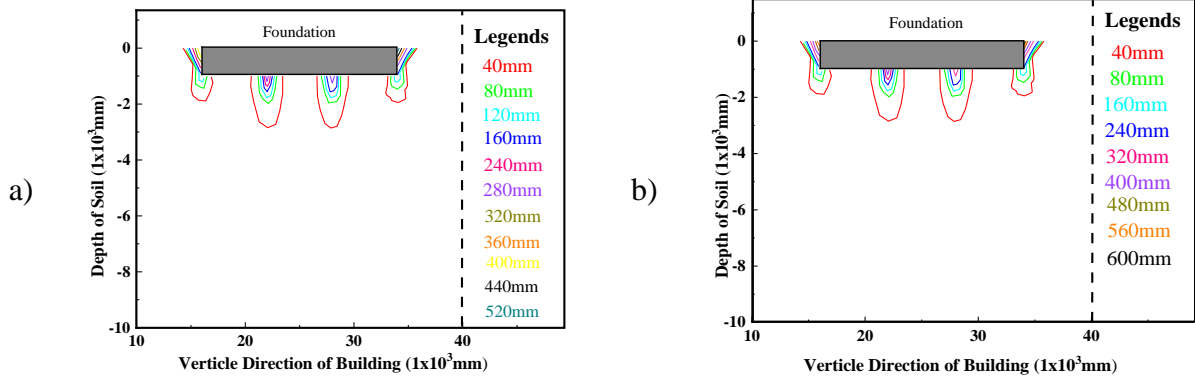 a)
Foundation
Legends
40mm
80mm
120mm
160mm
240mm
280mm
320mm
360mm
400mm
440mm
520mm
0
-2
-4
-6
-8
-10
Depth of Soil (1x10³mm)
10
20
30
40
Verticle Direction of Building (1x10³mm)
b)
Foundation
Legends
40mm
80mm
160mm
240mm
320mm
400mm
480mm
560mm
600mm
0
-2
-4
-6
-8
-10
Depth of Soil (1x10³mm)
10
20
30
40
Verticle Direction of Building (1x10³mm)